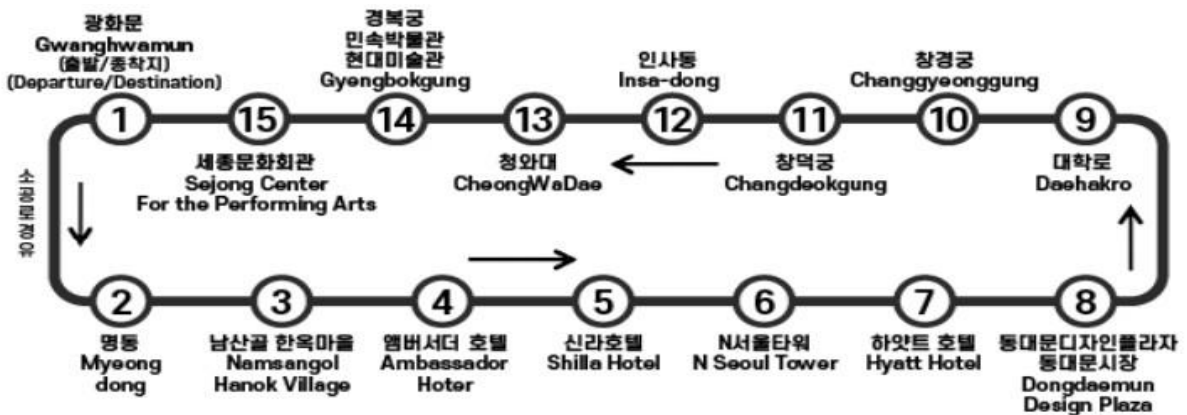 광화문
Gwanghwamun
(출발/종착지)
(Departure/Destination)
1
15
세종문화회관
Sejong Center
For the Performing Arts
경복궁
민속박물관
현대미술관
Gyengbokgung
14
13
청와대
CheongWaDae
인사동
Insa-dong
12
11
창덕궁
Changdeokgung
창경궁
Changgyeonggung
10
9
대학로
Daehakro
소공로경유
2
명동
Myeong
dong
3
남산골 한옥마을
Namsangol
Hanok Village
4
앰버서더 호텔
Ambassador
Hoter
5
신라호텔
Shilla Hotel
6
N서울타워
N Seoul Tower
7
하얏트 호텔
Hyatt Hotel
8
동대문디자인플라자
동대문시장
Dongdaemun
Design Plaza